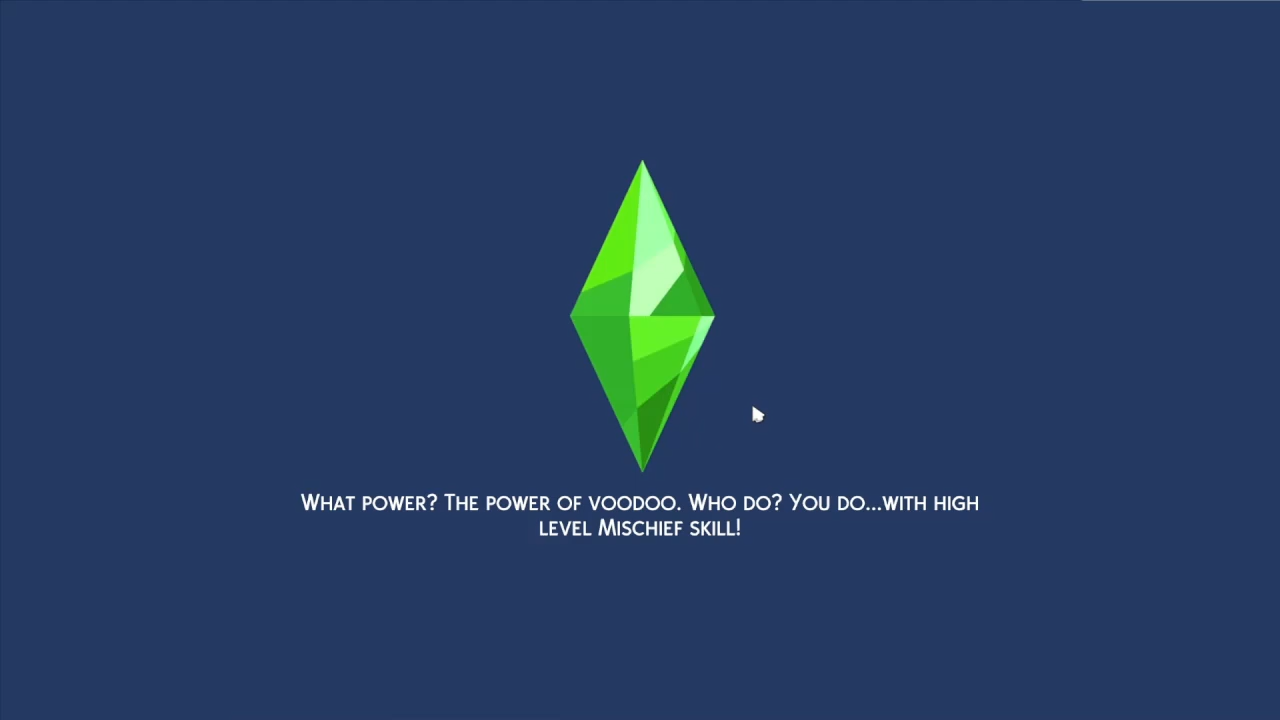 What power? The power of voodoo. Who do? You do...with high
level Mischief skill!